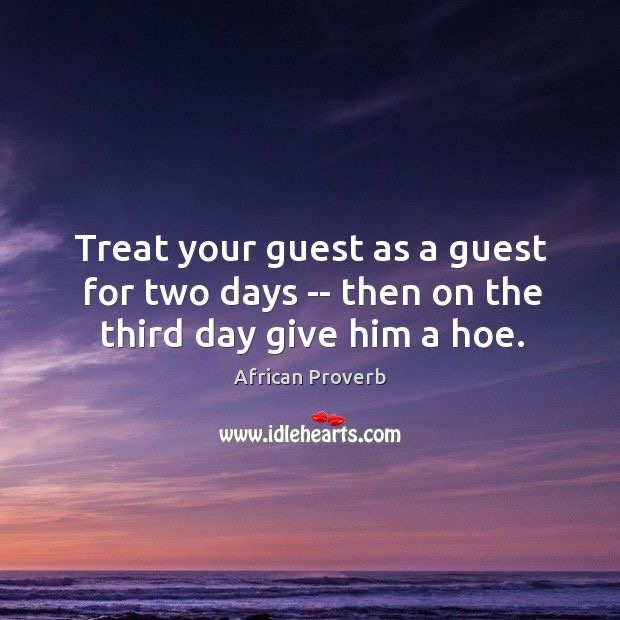 Treat your guest as a guest
for two days -- then on the
third day give him a hoe.
African Proverb
www.idlehearts.com